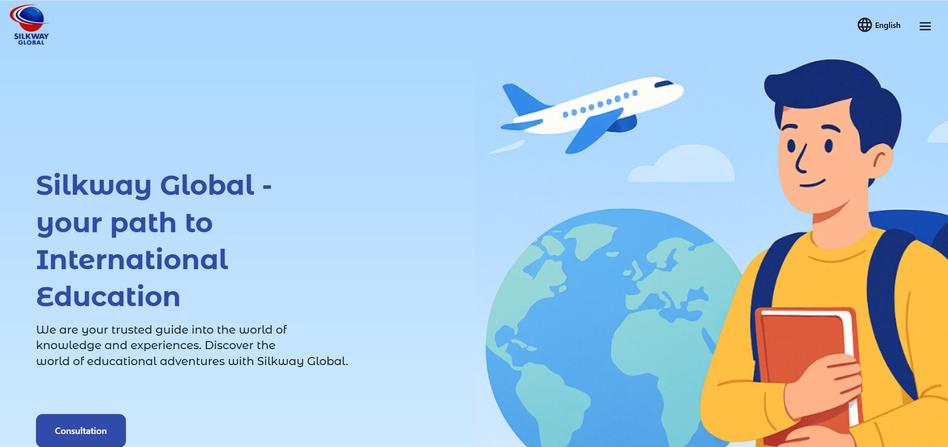 SILKWAY
GLOBAL
English
Silkway Global -
your path to
International
Education
We are your trusted guide into the world of
knowledge and experiences. Discover the
world of educational adventures with Silkway Global.
Consultation